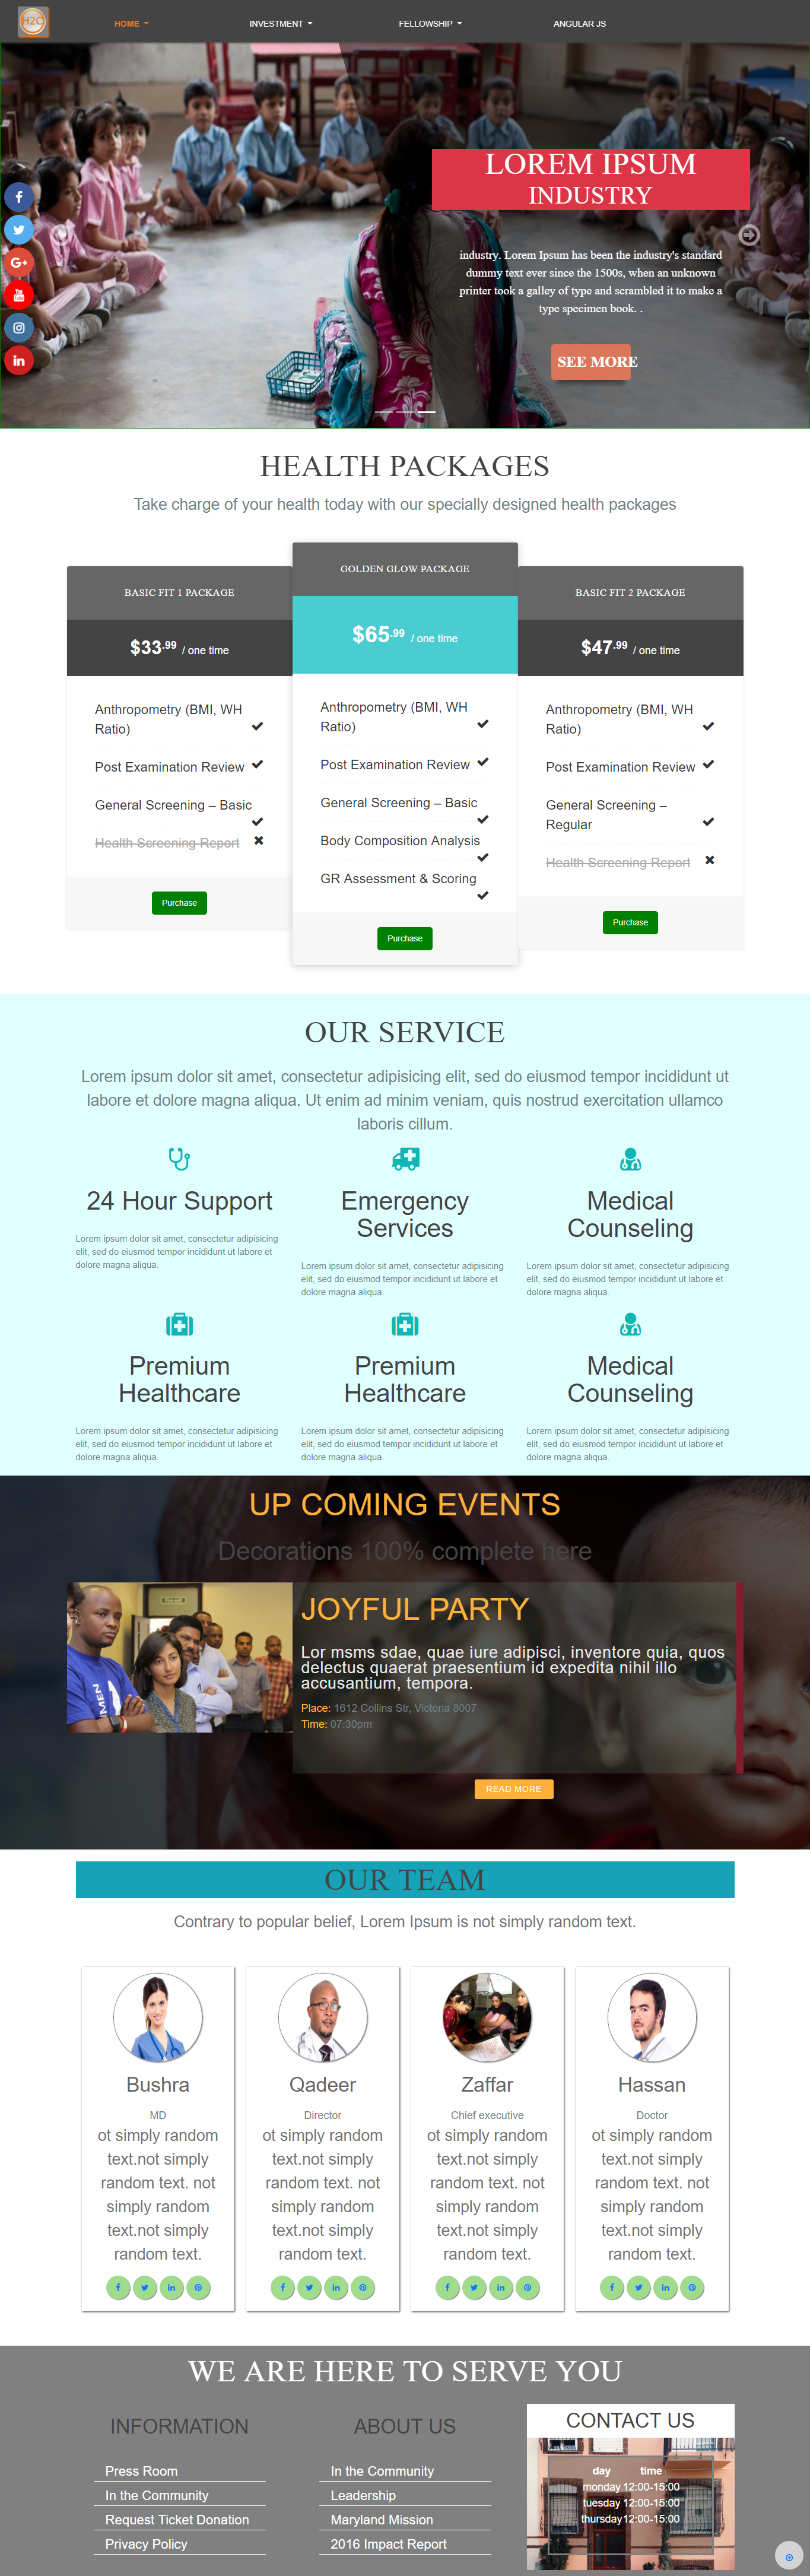 H2O
HOME
INVESTMENT
FELLOWSHIP
ANGULAR JS
LOREM IPSUM
INDUSTRY
industry. Lorem Ipsum has been the industry's standard
dummy text ever since the 1500s, when an unknown
printer took a galley of type and scrambled it to make a
type specimen book. .
SEE MORE
HEALTH PACKAGES
Take charge of your health today with our specially designed health packages
BASIC FIT 1 PACKAGE
$33.99 / one time
Anthropometry (BMI, WH
Ratio)
Post Examination Review
General Screening – Basic
Health Screening Report
Purchase
GOLDEN GLOW PACKAGE
$65.99 / one time
Anthropometry (BMI, WH
Ratio)
Post Examination Review
General Screening – Basic
Body Composition Analysis
GR Assessment & Scoring
Purchase
BASIC FIT 2 PACKAGE
$47.99 / one time
Anthropometry (BMI, WH
Ratio)
Post Examination Review
General Screening –
Regular
Health Screening Report
Purchase
OUR SERVICE
Lorem ipsum dolor sit amet, consectetur adipisicing elit, sed do eiusmod tempor incididunt ut
labore et dolore magna aliqua. Ut enim ad minim veniam, quis nostrud exercitation ullamco
laboris cillum.
24 Hour Support
Lorem ipsum dolor sit amet, consectetur adipisicing
elit, sed do eiusmod tempor incididunt ut labore et
dolore magna aliqua.
Emergency
Services
Lorem ipsum dolor sit amet, consectetur adipisicing
elit, sed do eiusmod tempor incididunt ut labore et
dolore magna aliqua.
Medical
Counseling
Lorem ipsum dolor sit amet, consectetur adipisicing
elit, sed do eiusmod tempor incididunt ut labore et
dolore magna aliqua.
Premium
Healthcare
Lorem ipsum dolor sit amet, consectetur adipisicing
elit, sed do eiusmod tempor incididunt ut labore et
dolore magna aliqua.
Premium
Healthcare
Lorem ipsum dolor sit amet, consectetur adipisicing
elit, sed do eiusmod tempor incididunt ut labore et
dolore magna aliqua.
Medical
Counseling
Lorem ipsum dolor sit amet, consectetur adipisicing
elit, sed do eiusmod tempor incididunt ut labore et
dolore magna aliqua.
UP COMING EVENTS
Decorations 100% complete here
JOYFUL PARTY
Lor msms sdae, quae iure adipisci, inventore quia, quos
delectus quaerat praesentium id expedita nihil illo
accusantium, tempora.
Place: 1612 Collins Str, Victoria 8007
Time: 07:30pm
READ MORE
OUR TEAM
Contrary to popular belief, Lorem Ipsum is not simply random text.
Bushra
MD
ot simply random
text.not simply
random text. not
simply random
text.not simply
random text.
Qadeer
Director
ot simply random
text.not simply
random text. not
simply random
text.not simply
random text.
Zaffar
Chief executive
ot simply random
text.not simply
random text. not
simply random
text.not simply
random text.
Hassan
Doctor
ot simply random
text.not simply
random text. not
simply random
text.not simply
random text.
WE ARE HERE TO SERVE YOU
INFORMATION
Press Room
In the Community
Request Ticket Donation
Privacy Policy
ABOUT US
In the Community
Leadership
Maryland Mission
2016 Impact Report
CONTACT US
day time
monday 12:00-15:00
tuesday 12:00-15:00
thursday 12:00-15:00